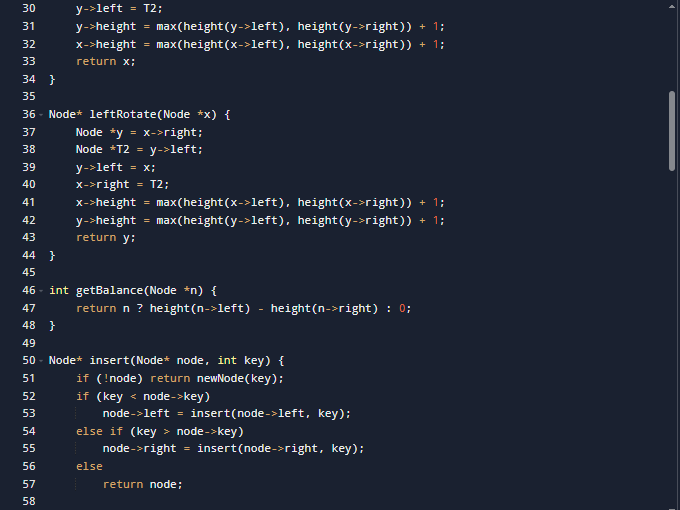 30 y->left = T2;
31 y->height = max(height(y->left), height(y->right)) + 1;
32 x->height = max(height(x->left), height(x->right)) + 1;
33 return x;
34 }
35
36 Node* leftRotate(Node *x) {
37 Node *y = x->right;
38 Node *T2 = y->left;
39 y->left = x;
40 x->right = T2;
41 x->height = max(height(x->left), height(x->right)) + 1;
42 y->height = max(height(y->left), height(y->right)) + 1;
43 return y;
44 }
45
46 int getBalance(Node *n) {
47 return n ? height(n->left) - height(n->right) : 0;
48 }
49
50 Node* insert(Node* node, int key) {
51 if (!node) return newNode(key);
52 if (key < node->key)
53 node->left = insert(node->left, key);
54 else if (key > node->key)
55 node->right = insert(node->right, key);
56 else
57 return node;
58